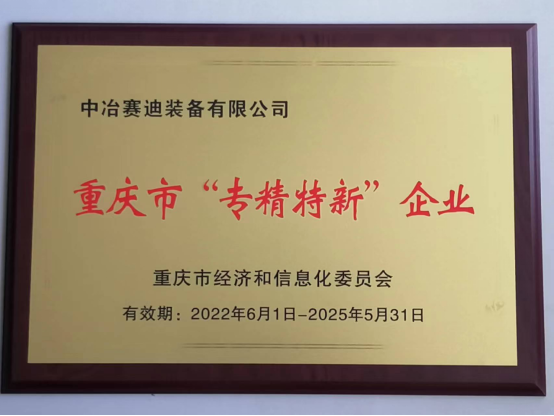 中冶赛迪装备有限公司
重庆市“专精特新”企业
重庆市经济和信息化委员会
有效期：2022年6月1日-2025年5月31日